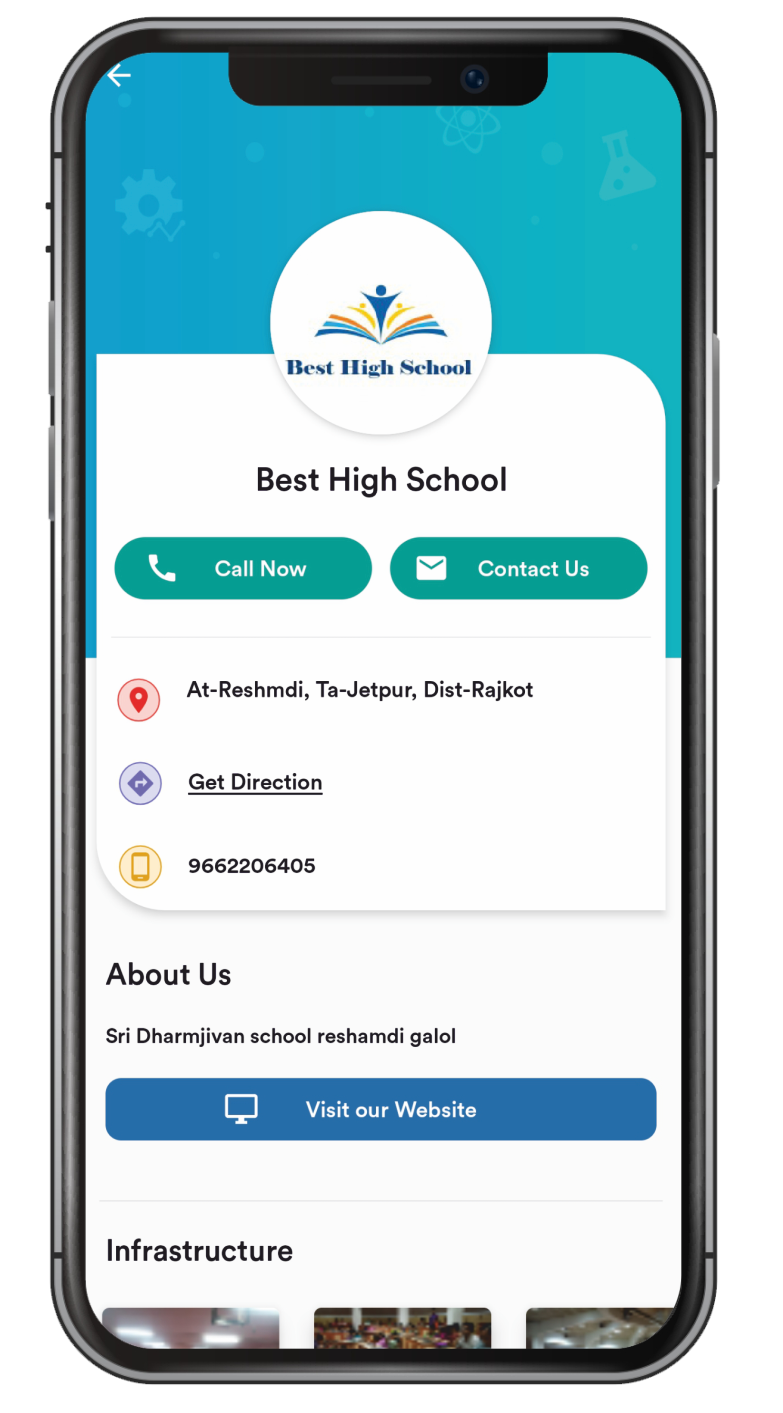 Best High School
Best High School
Call Now
Contact Us
At-Reshmdi, Ta-Jetpur, Dist-Rajkot
Get Direction
9662206405
About Us
Sri Dharmjivan school reshamdi galol
Visit our Website
Infrastructure